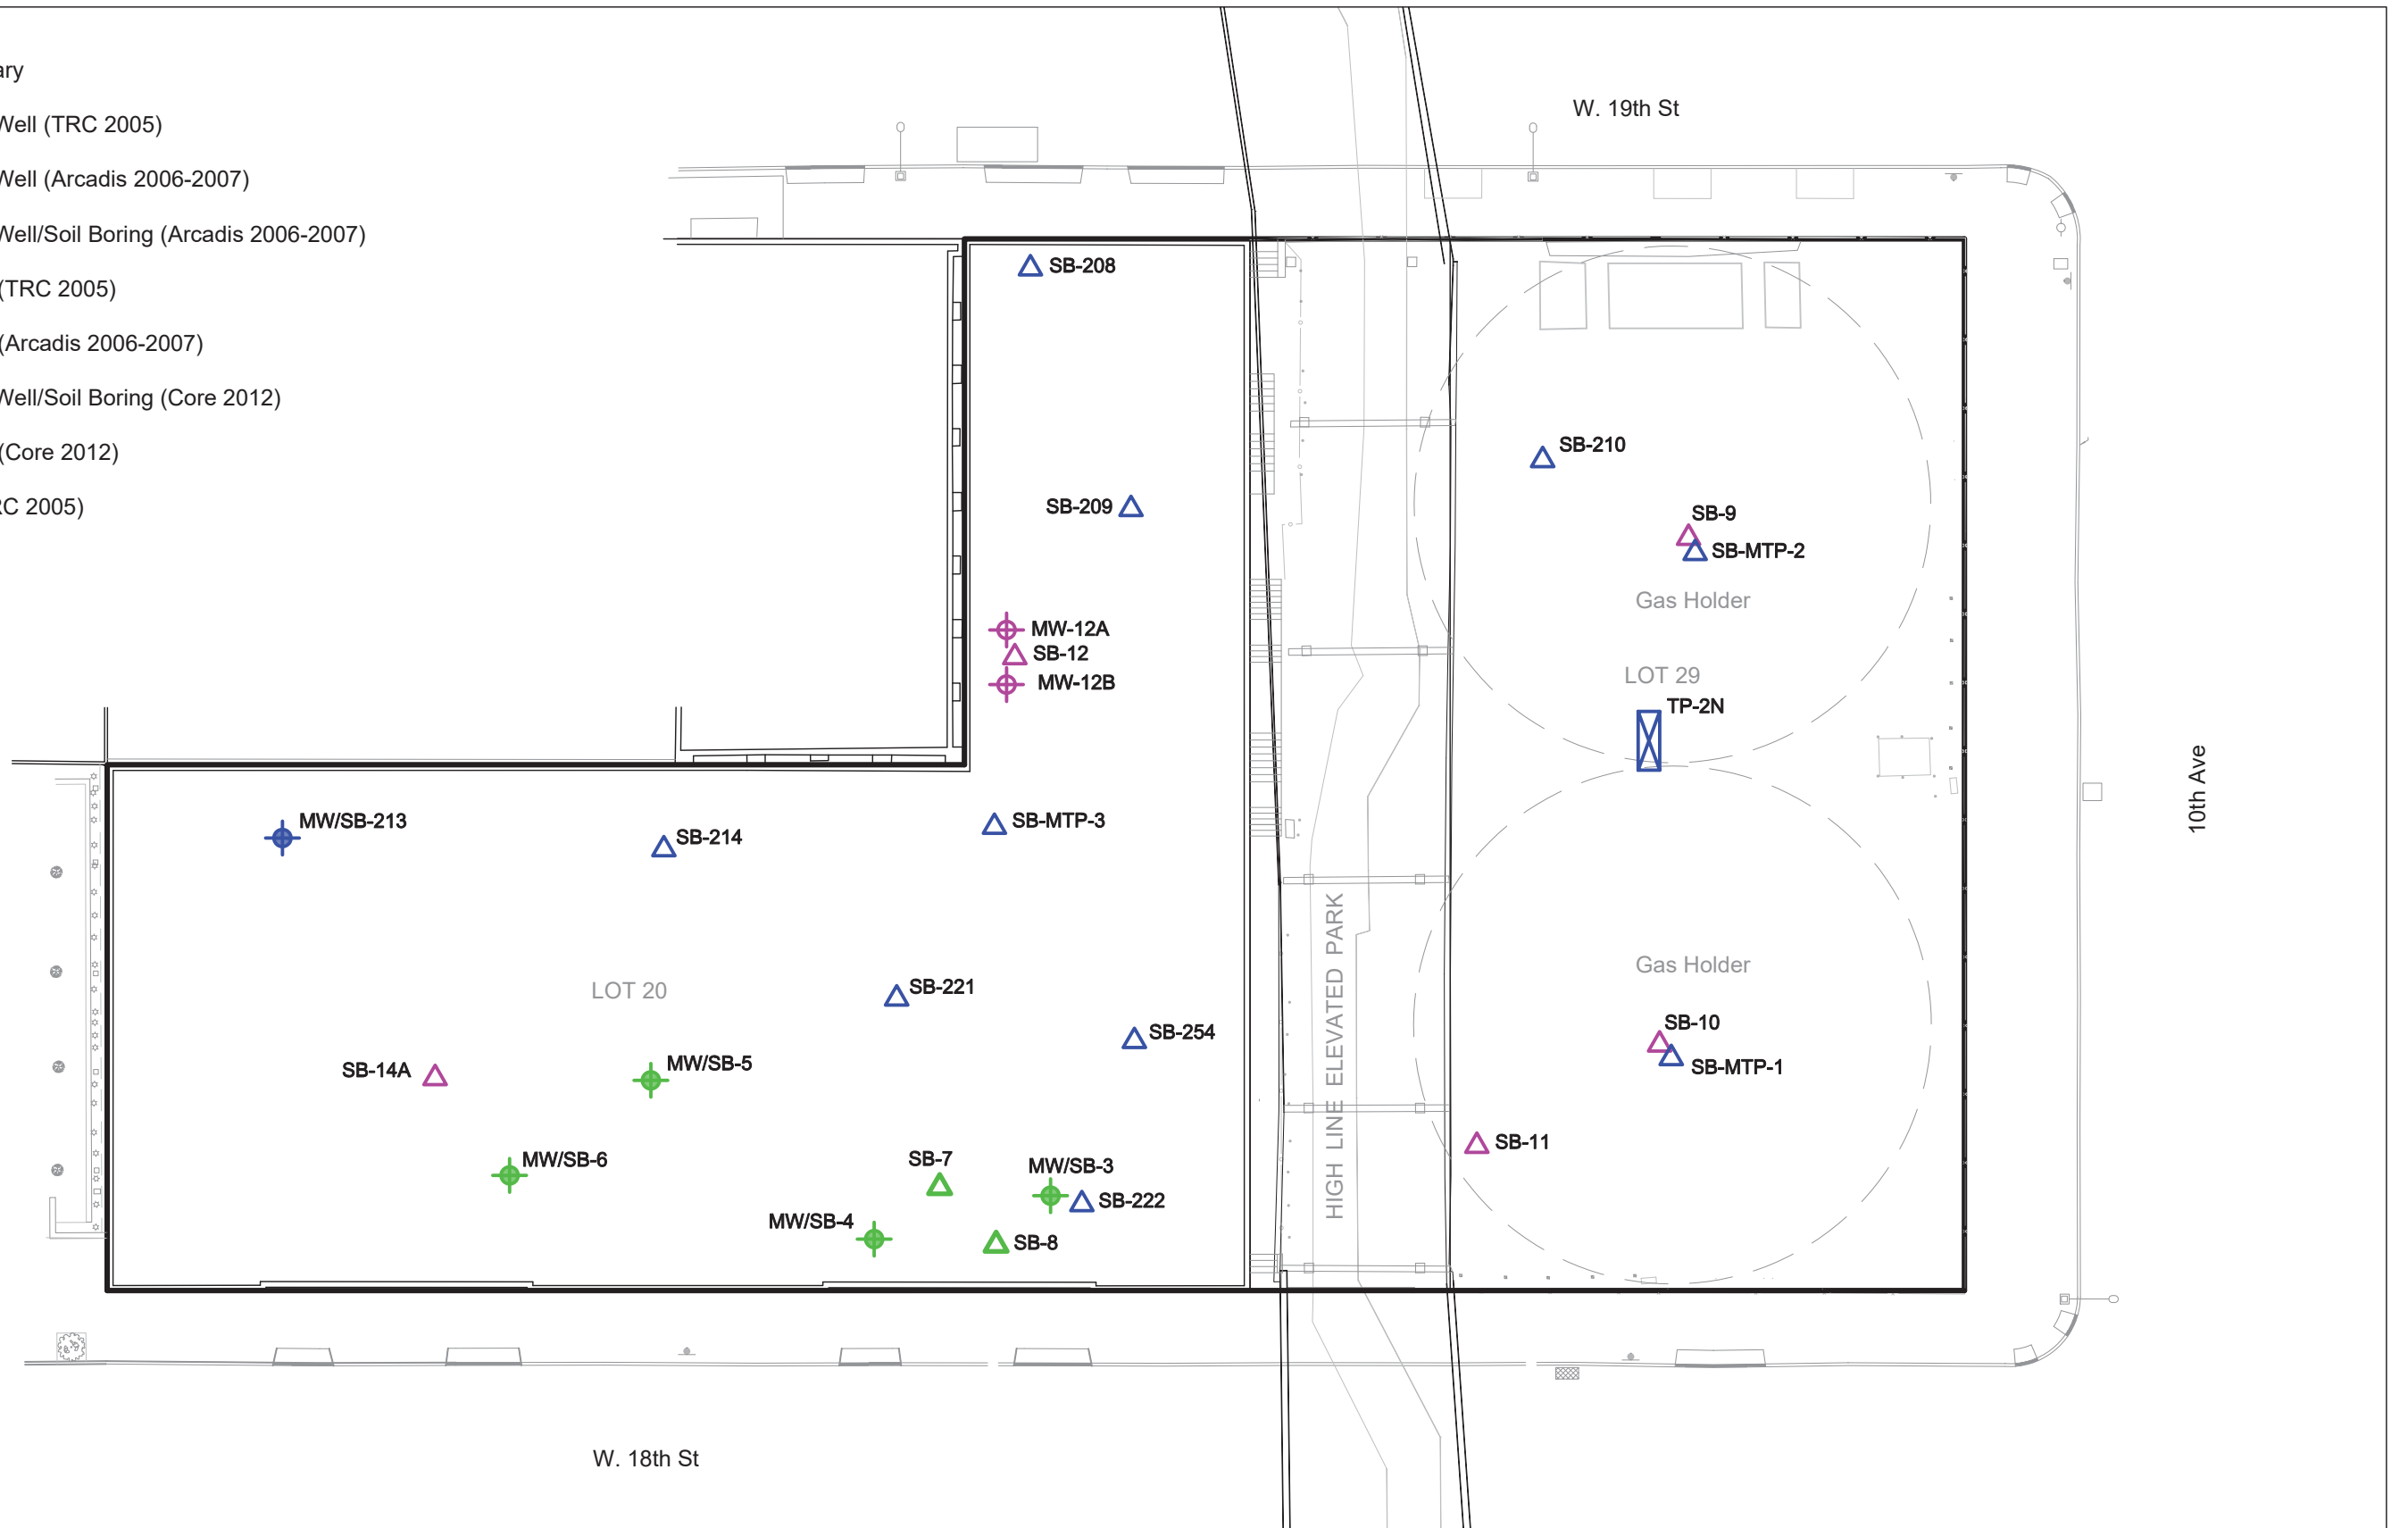 ary
Well (TRC 2005)
Well (Arcadis 2006-2007)
Well/Soil Boring (Arcadis 2006-2007)
(TRC 2005)
(Arcadis 2006-2007)
Well/Soil Boring (Core 2012)
(Core 2012)
RC 2005)
W. 19th St
SB-208
SB-210
SB-209
SB-9
SB-MTP-2
Gas Holder
MW-12A
SB-12
MW-12B
LOT 29
TP-2N
10th Ave
MW/SB-213
SB-214
SB-MTP-3
HIGH LINE ELEVATED PARK
Gas Holder
LOT 20
SB-221
SB-254
SB-10
SB-MTP-1
SB-14A
MW/SB-5
SB-11
MW/SB-6
SB-7
MW/SB-3
SB-222
MW/SB-4
SB-8
W. 18th St